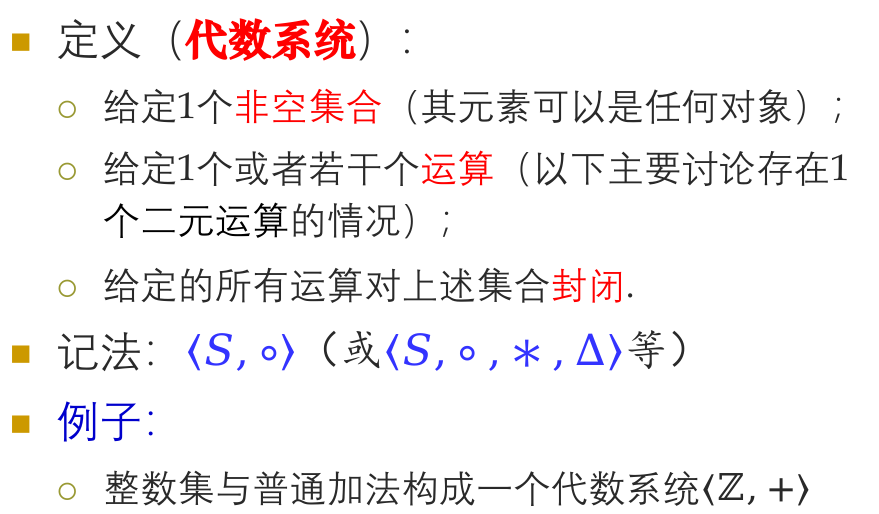 定义（代数系统）：
给定1个非空集合（其元素可以是任何对象）；
给定1个或者若干个运算（以下主要讨论存在1
个二元运算的情况）；
给定的所有运算对上述集合封闭.
记法：⟨S,∘⟩（或⟨S,∘,∗,Δ⟩等）
例子：
整数集与普通加法构成一个代数系统⟨ℤ,+⟩